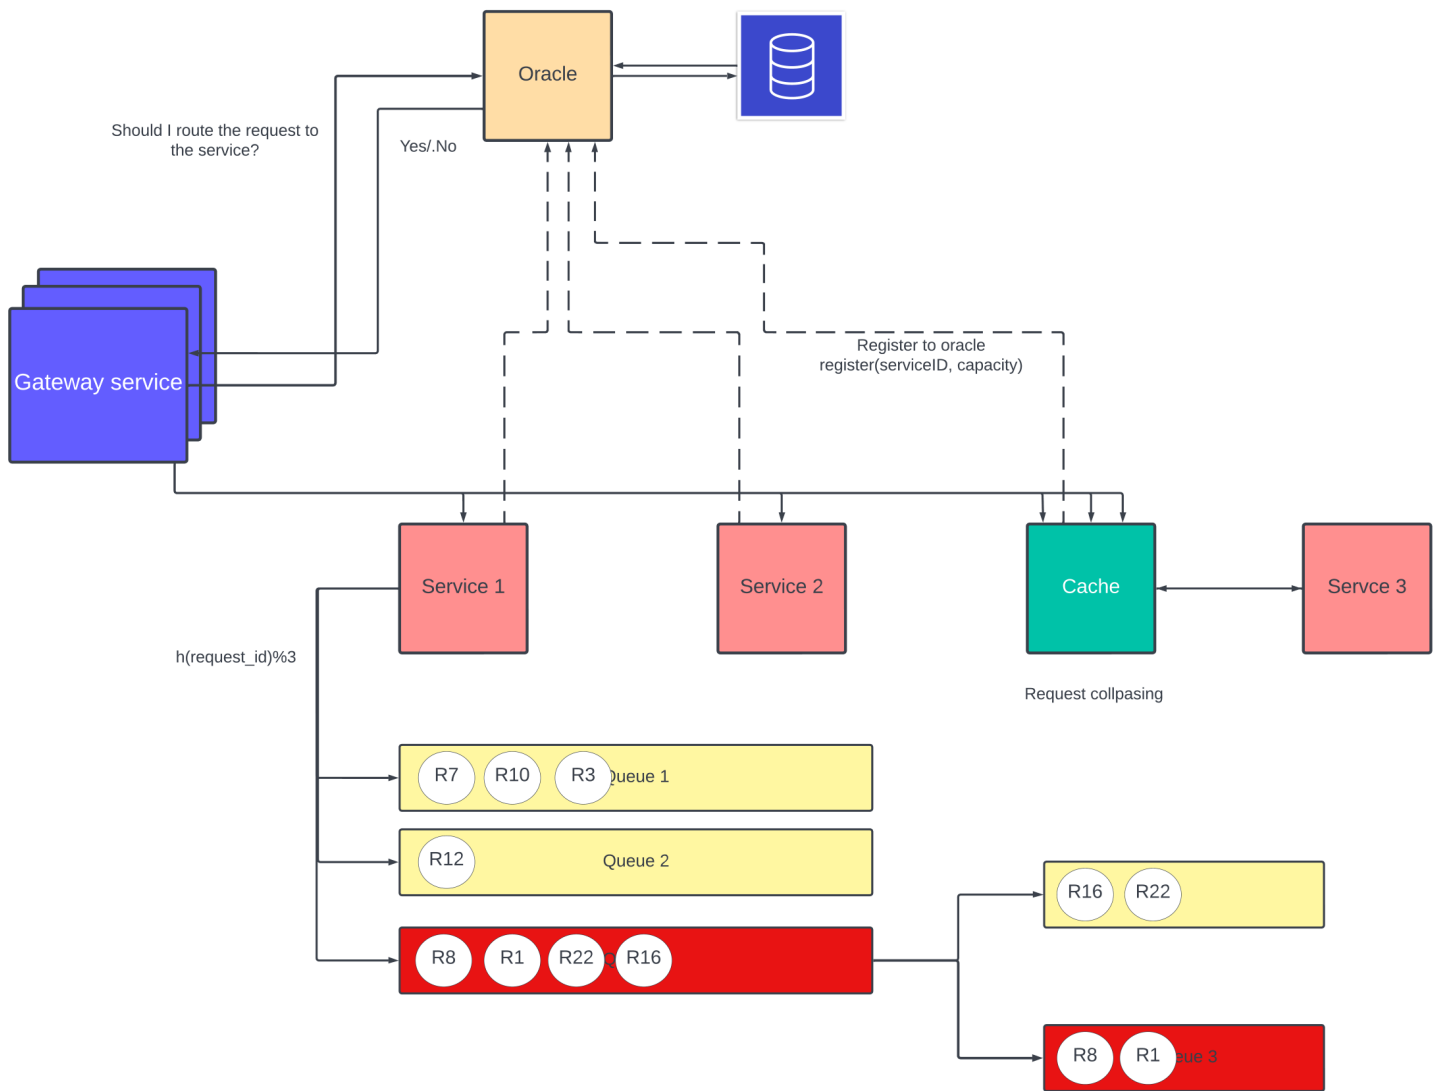 Oracle
Should I route the request to
the service?
Yes/.No
Gateway service
Register to oracle
register(serviceID, capacity)
Service 1
Service 2
Cache
Servce 3
h(request_id)%3
Request collpasing
R7
R10
R3
Queue 1
R12
Queue 2
R16
R22
R8
R1
R22
R16
R8
R1
eue 3